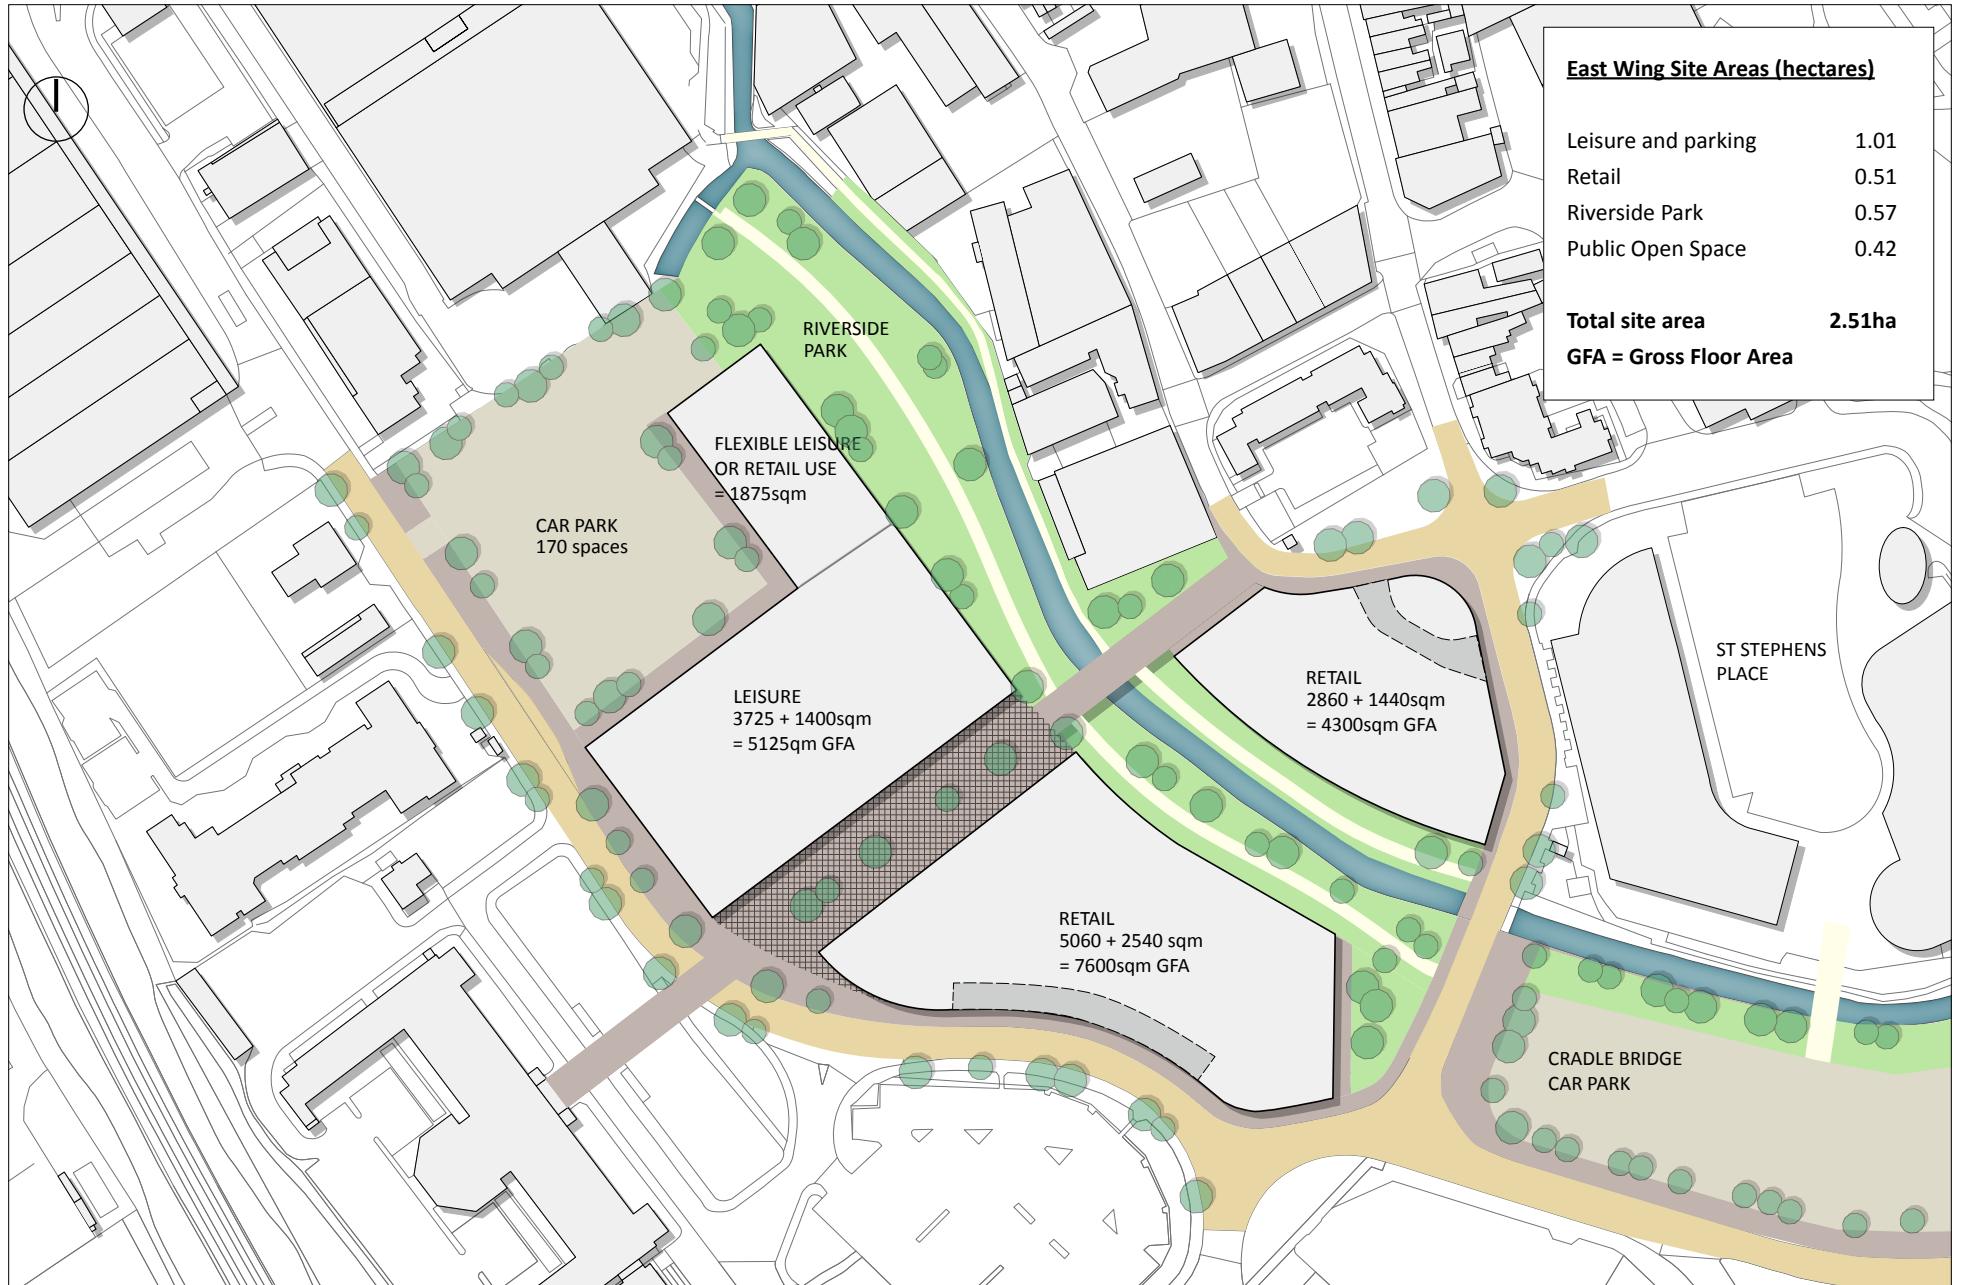 East Wing Site Areas (hectares)
Leisure and parking 1.01
Retail 0.51
Riverside Park 0.57
Public Open Space 0.42
Total site area 2.51ha
GFA = Gross Floor Area
RIVERSIDE
PARK
FLEXIBLE LEISURE
OR RETAIL USE
= 1875sqm
CAR PARK
170 spaces
LEISURE
3725 + 1400sqm
= 5125qm GFA
RETAIL
2860 + 1440sqm
= 4300sqm GFA
ST STEPHENS
PLACE
RETAIL
5060 + 2540 sqm
= 7600sqm GFA
CRADLE BRIDGE
CAR PARK